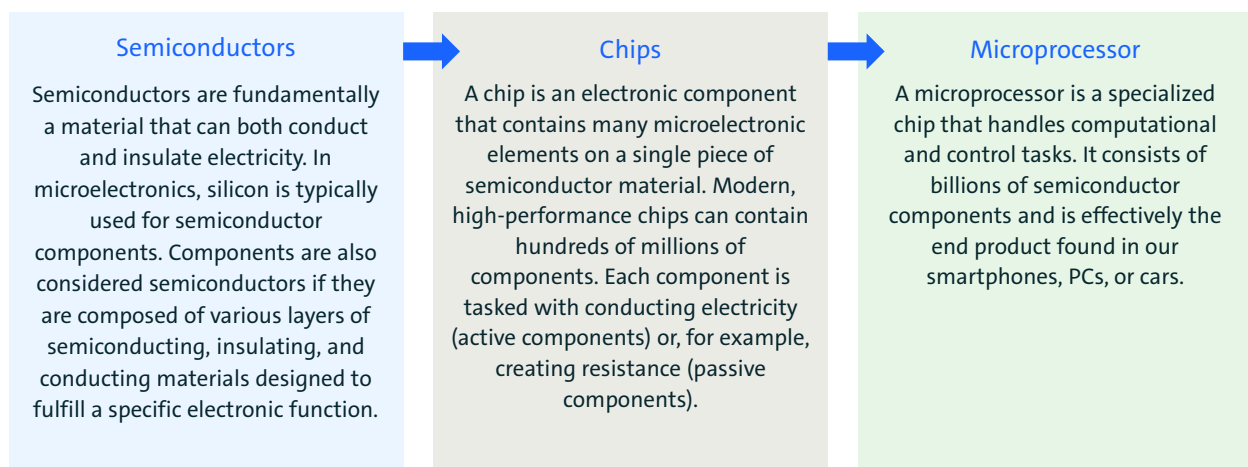 Semiconductors
Semiconductors are fundamentally
a material that can both conduct
and insulate electricity. In
microelectronics, silicon is typically
used for semiconductor
components. Components are also
considered semiconductors if they
are composed of various layers of
semiconducting, insulating, and
conducting materials designed to
fulfill a specific electronic function.
Chips
A chip is an electronic component
that contains many microelectronic
elements on a single piece of
semiconductor material. Modern,
high-performance chips can contain
hundreds of millions of
components. Each component is
tasked with conducting electricity
(active components) or, for example,
creating resistance (passive
components).
Microprocessor
A microprocessor is a specialized
chip that handles computational
and control tasks. It consists of
billions of semiconductor
components and is effectively the
end product found in our
smartphones, PCs, or cars.